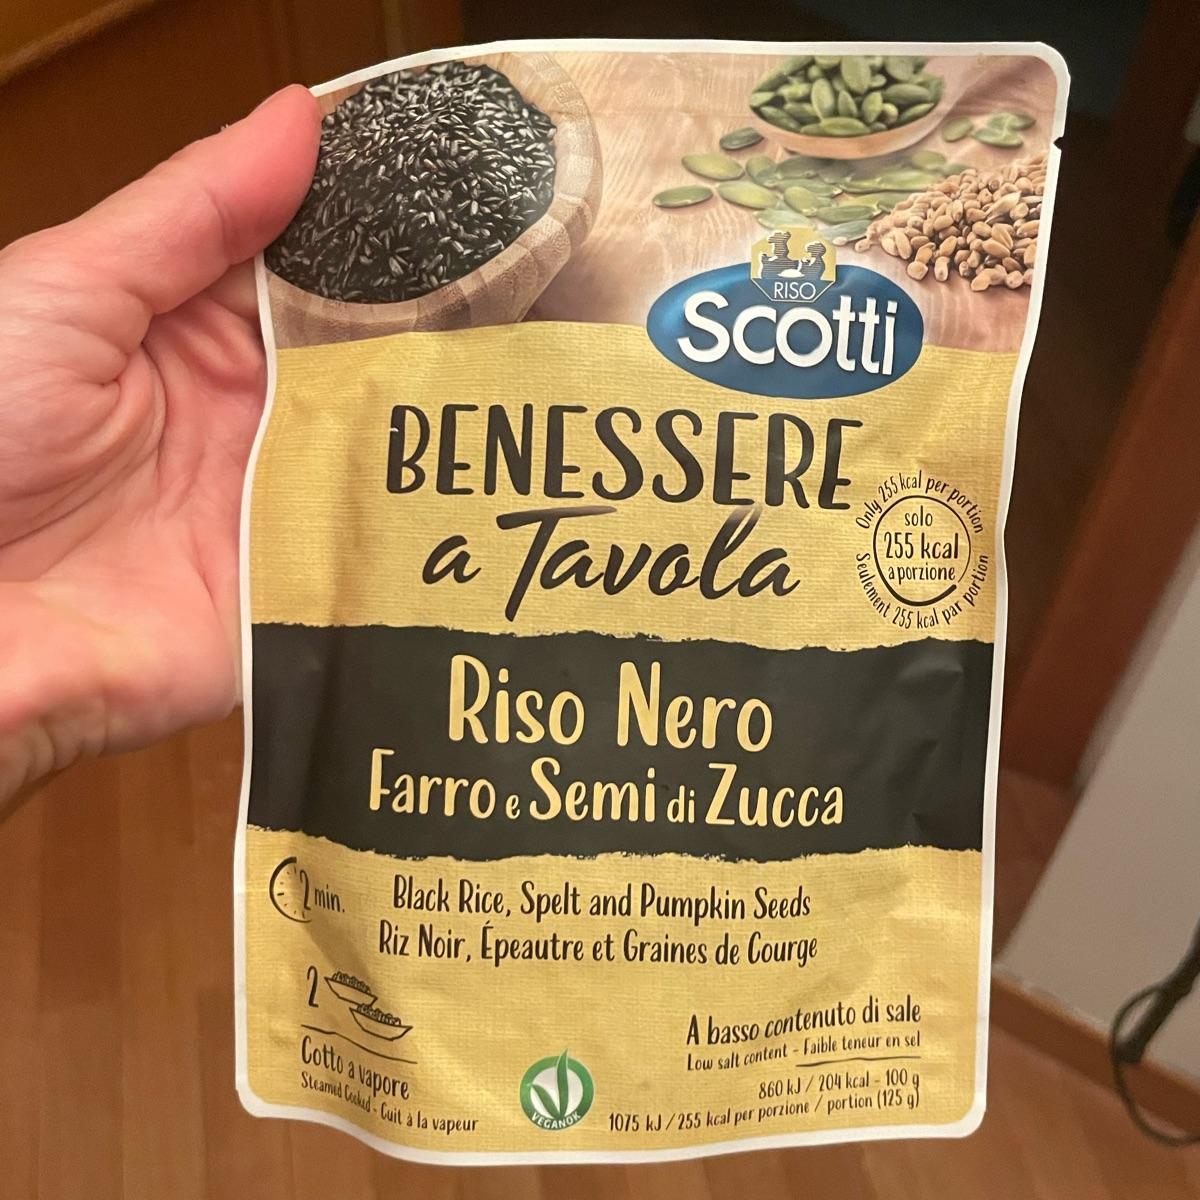 RISO
Scotti
BENESSERE
a Tavola
Only 255 kcal per portion
solo
255 kcal
a porzione
Seulement 255 kcal par portion
Riso Nero
Farro e Semi di Zucca
2 min.
Black Rice, Spelt and Pumpkin Seeds
Riz Noir, Épeautre et Graines de Courge
2
Cotto a vapore
Steamed Cooked - Cuit à la vapeur
VEGANOK
A basso contenuto di sale
Low salt content - Faible teneur en sel
860 kJ / 204 kcal - 100 g
1075 kJ / 255 kcal per porzione / portion (125 g)